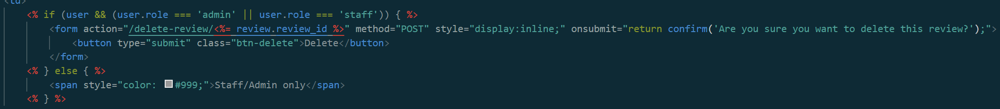 <td>
<% if (user && (user.role === 'admin' || user.role === 'staff')) { %>
<form action="/delete-review/<%= review.review_id %>" method="POST" style="display:inline;" onsubmit="return confirm('Are you sure you want to delete this review?');">
<button type="submit" class="btn-delete">Delete</button>
</form>
<% } else { %>
<span style="color: #999;">Staff/Admin only</span>
<% } %>